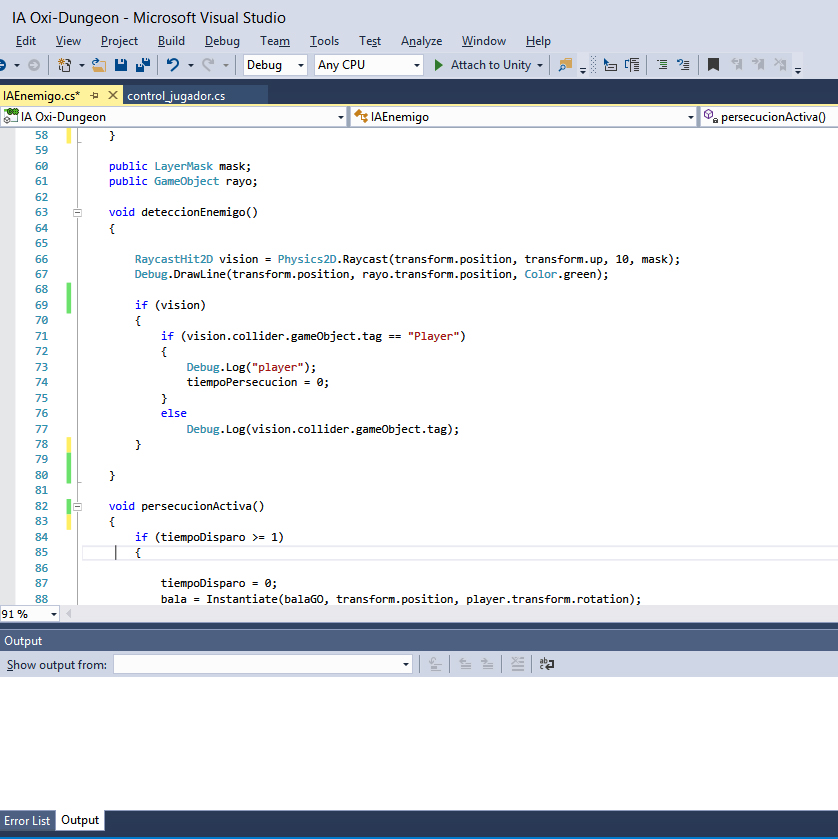 IA Oxi-Dungeon - Microsoft Visual Studio
Edit View Project Build Debug Team Tools Test Analyze Window Help
Debug Any CPU Attach to Unity
IAEnemigo.cs* control_jugador.cs
IA Oxi-Dungeon IAEnemigo persecucionActiva()
58 }
59
60 public LayerMask mask;
61 public GameObject rayo;
62
63 void deteccionEnemigo()
64 {
65
66 RaycastHit2D vision = Physics2D.Raycast(transform.position, transform.up, 10, mask);
67 Debug.DrawLine(transform.position, rayo.transform.position, Color.green);
68
69 if (vision)
70 {
71 if (vision.collider.gameObject.tag == "Player")
72 {
73 Debug.Log("player");
74 tiempoPersecucion = 0;
75 }
76 else
77 Debug.Log(vision.collider.gameObject.tag);
78 }
79
80 }
81
82 void persecucionActiva()
83 {
84 if (tiempoDisparo >= 1)
85 {
86
87 tiempoDisparo = 0;
88 bala = Instantiate(balaGO, transform.position, player.transform.rotation);
91 %
Output
Show output from:
Error List Output